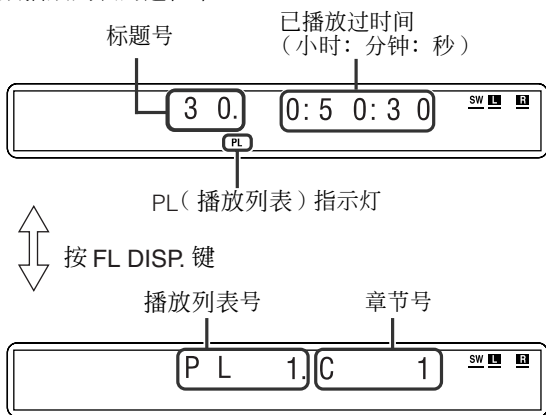 标题号
已播放过时间
（小时：分钟：秒）
3 0. 0:5 0:3 0 SW L R
PL
PL（播放列表）指示灯
按 FL DISP. 键
播放列表号 章节号
P L 1. C 1 SW L R